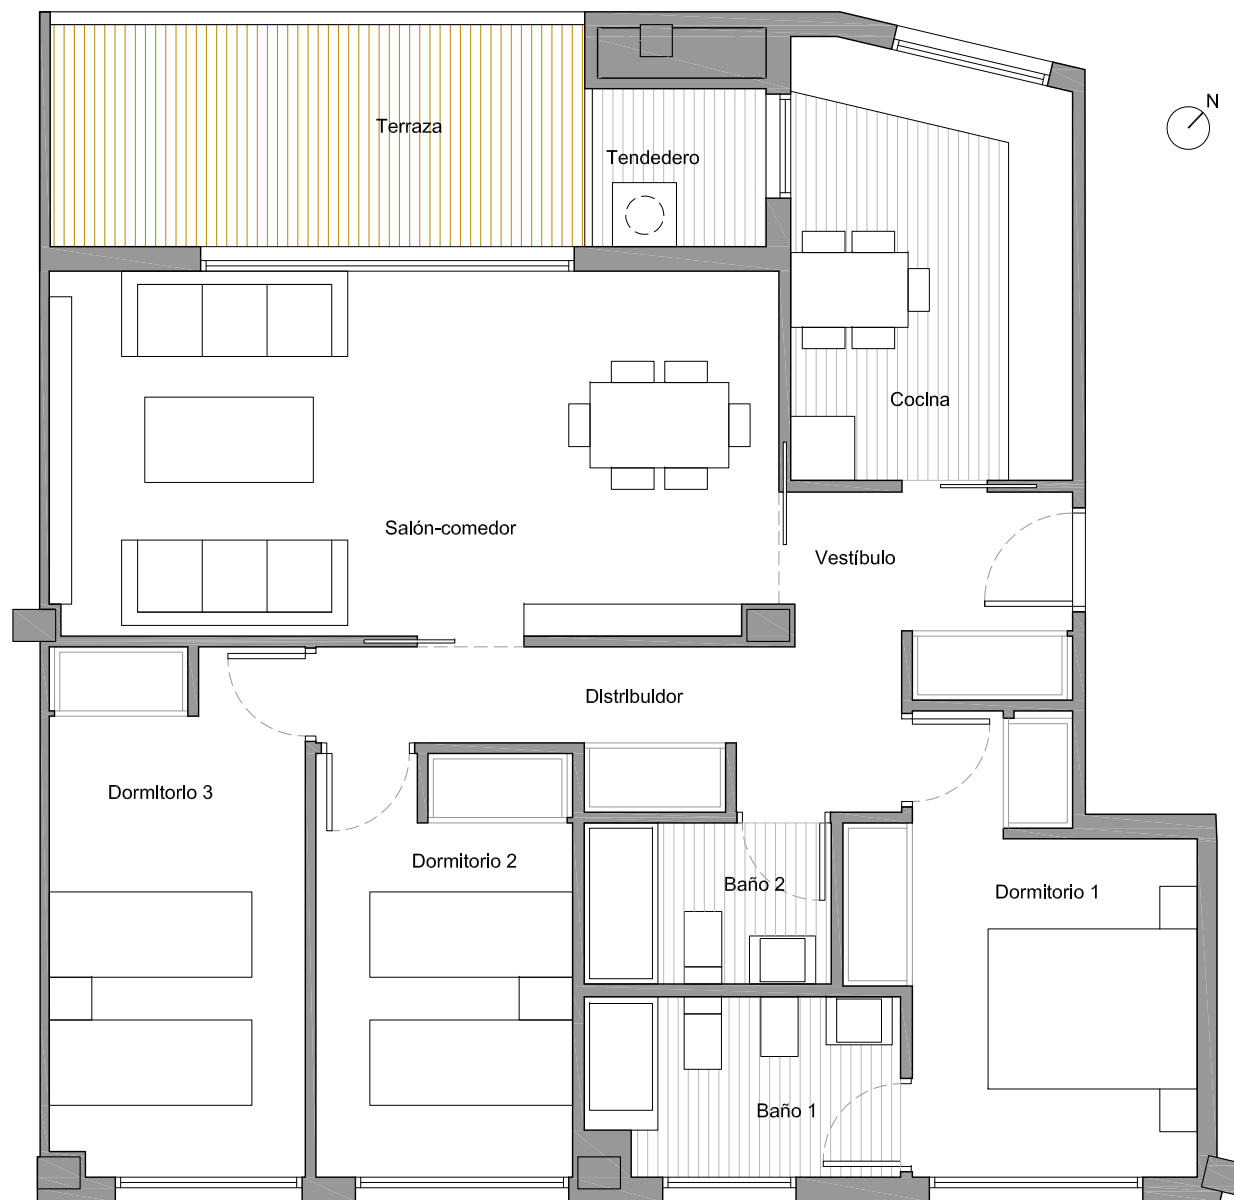 N
Terraza
Tendedero
Cocina
Salón-comedor
Vestíbulo
Distribuidor
Dormitorio 3
Dormitorio 2
Baño 2
Dormitorio 1
Baño 1